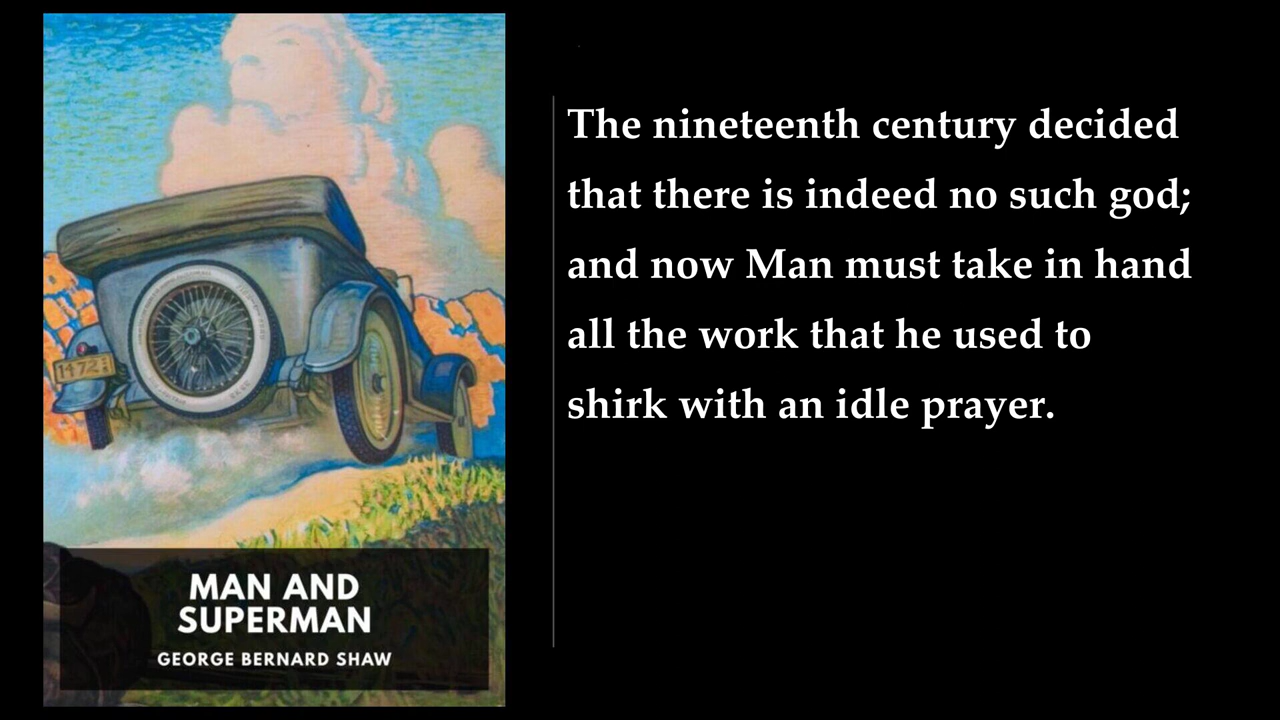 The nineteenth century decided
that there is indeed no such god;
and now Man must take in hand
all the work that he used to
shirk with an idle prayer.
1472
MAN AND
SUPERMAN
GEORGE BERNARD SHAW